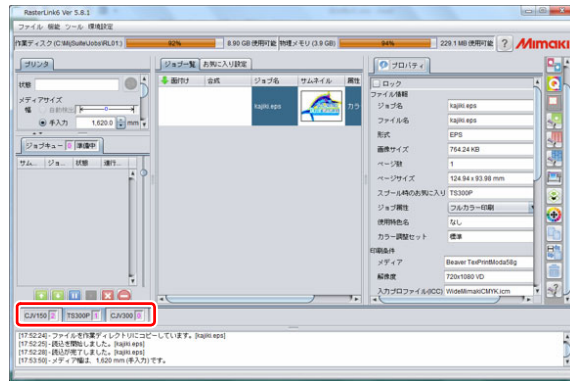 RasterLink6 Ver 5.8.1
ファイル 機能 ツール 環境設定
作業ディスク (C:\MijSuite\Jobs\RL01:) 92% 8.90 GB 使用可能 物理メモリ (3.9 GB) 94% 229.1 MB 使用可能 ? Mimaki
プリンタ
状態
メディアサイズ
幅 自動検出
手入力 1,620.0 mm
ジョブキュー 0 準備中
サム... ジョ... 状態 進行...
ジョブ一覧 お気に入り設定
面付け 合成 ジョブ名 サムネイル 属性
kajiki.eps カラ
プロパティ
ロック
ファイル情報
ジョブ名 kajiki.eps
ファイル名 kajiki.eps
形式 EPS
画像サイズ 764.24 KB
ページ数 1
ページサイズ 124.94 x 93.98 mm
スプール時のお気に入り TS300P
ジョブ属性 フルカラー印刷
使用特色名 なし
カラー調整セット 標準
印刷条件
メディア Beaver TexPrintModa58g
解像度 720x1080 VD
入力プロファイル(ICC) WideMimakiCMYK.icm
CJV150 2 TS300P 1 CJV300 0
[17:52:24] - ファイルを作業ディレクトリにコピーしています。 [kajiki.eps]
[17:52:25] - 読込を開始しました。 [kajiki.eps]
[17:52:28] - 読込が完了しました。 [kajiki.eps]
[17:53:50] - メディア幅は、1,620 mm (手入力) です。